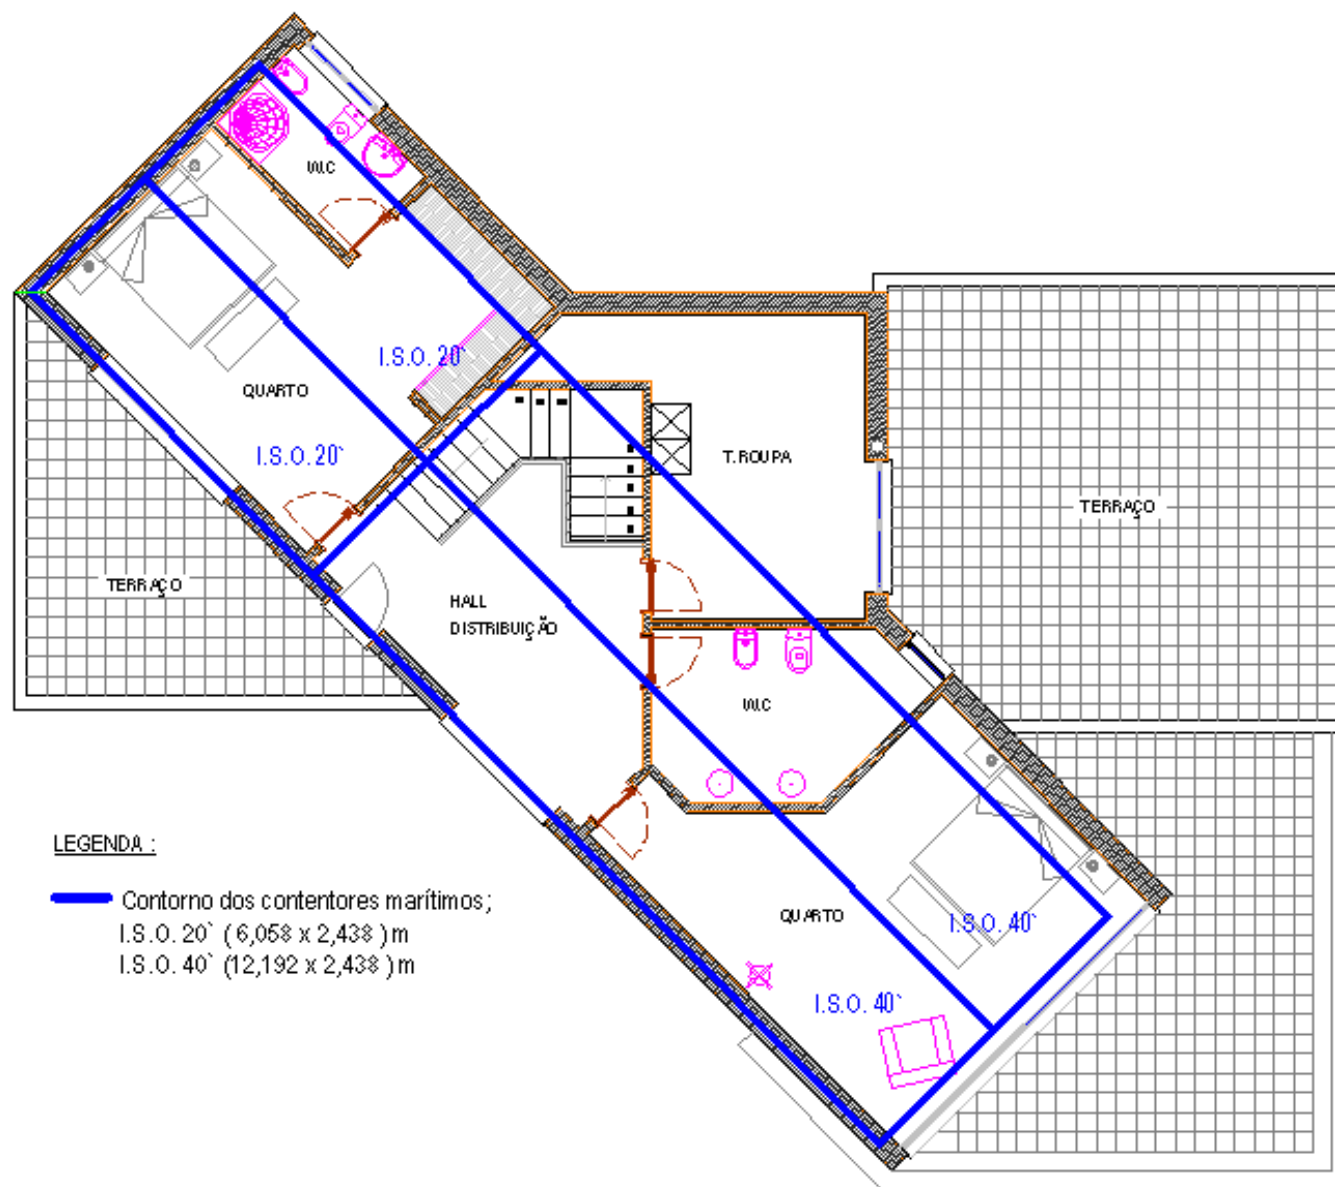 W.C
I.S.O. 20`
QUARTO
I.S.O. 20`
T.ROUPA
TERRAÇO
TERRAÇO
HALL
DISTRIBUIÇÃO
W.C
LEGENDA :
Contorno dos contentores marítimos;
I.S.O. 20` ( 6,058 x 2,438 ) m
I.S.O. 40` (12,192 x 2,438 ) m
QUARTO
I.S.O. 40`
I.S.O. 40`